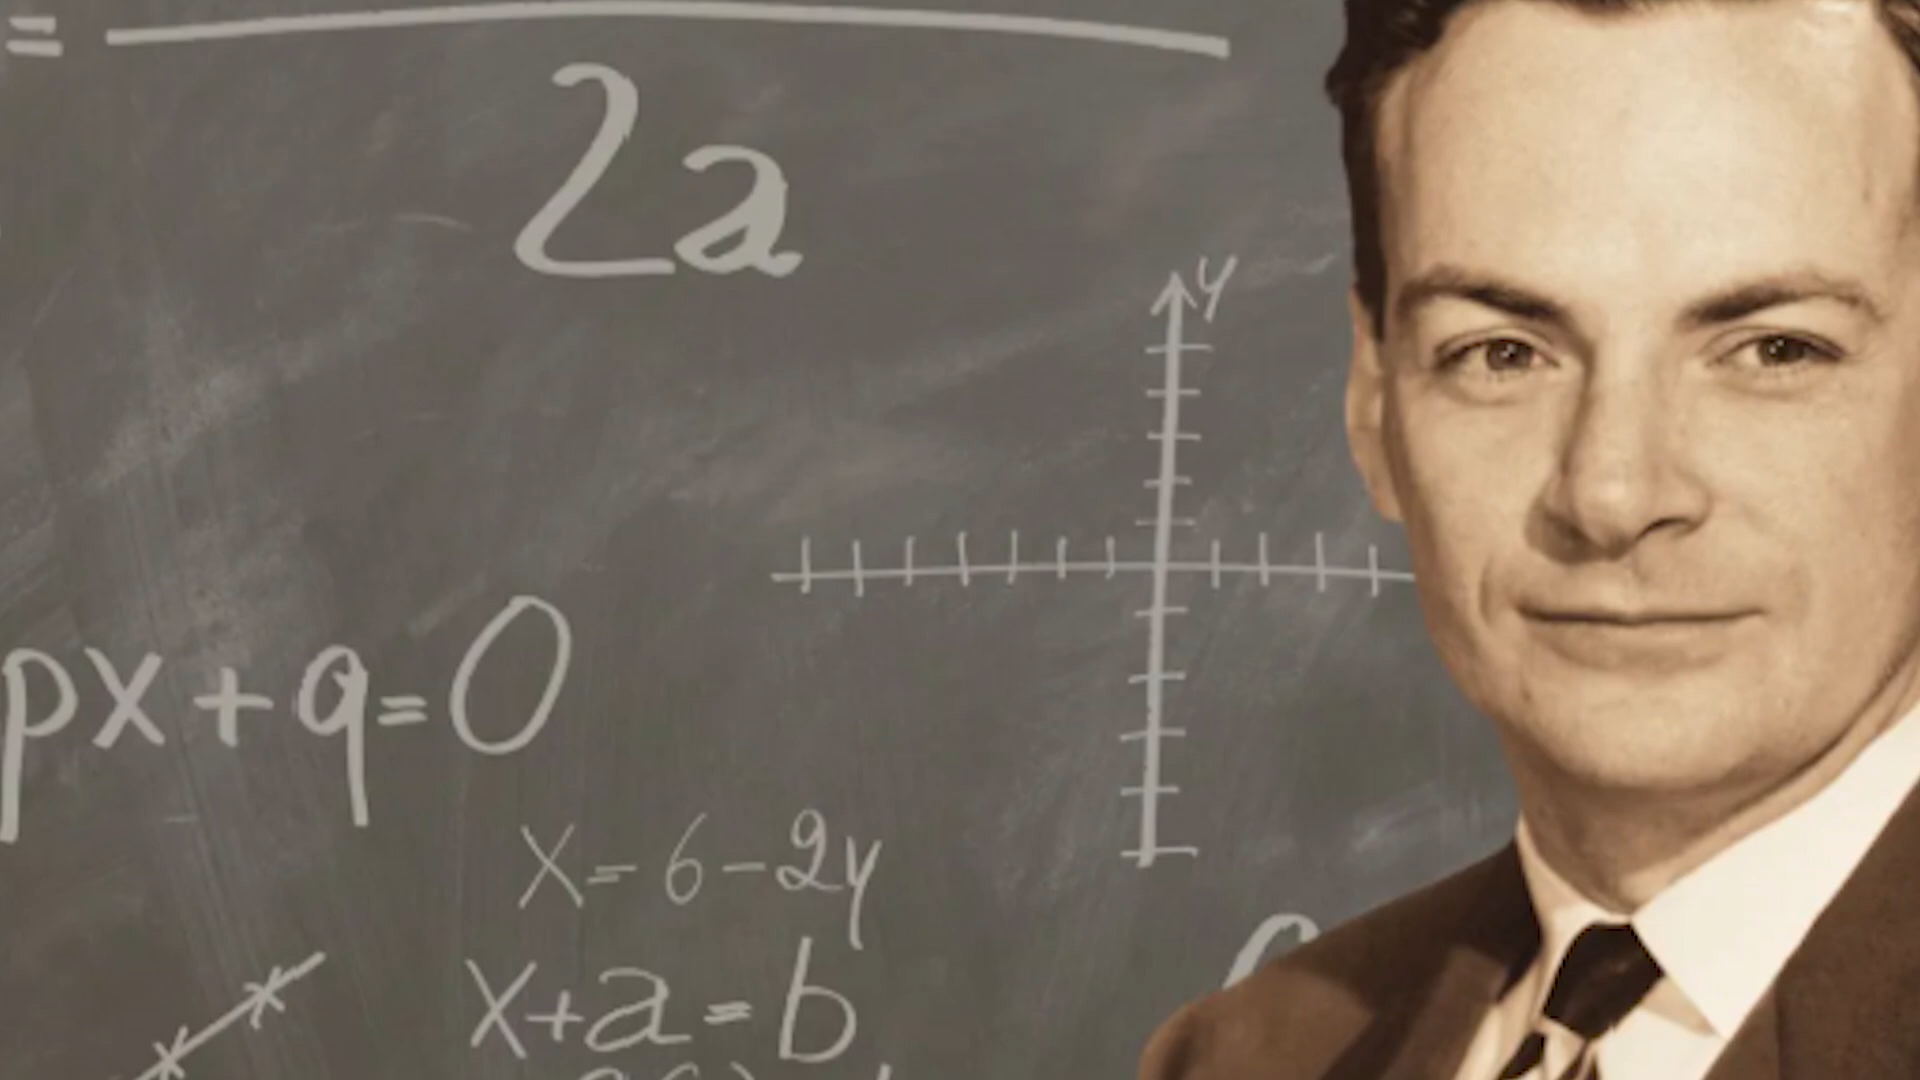 =
2a
y
px+q=0
x=6-2y
x+a=b